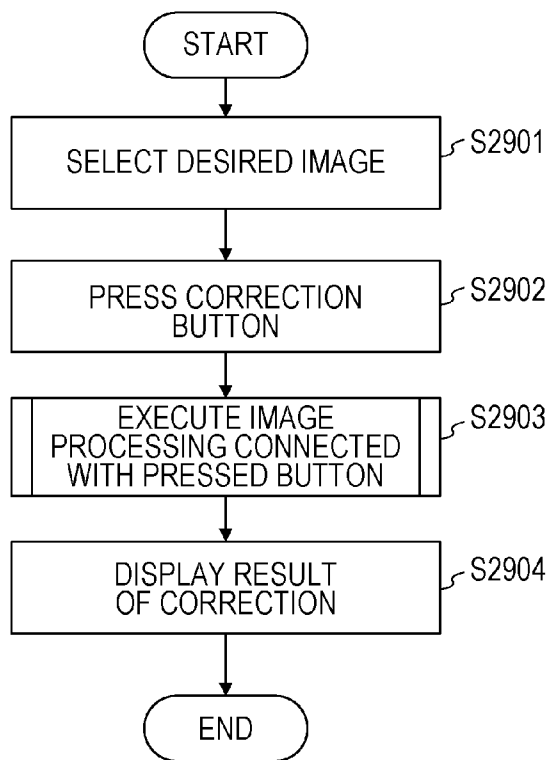 START
SELECT DESIRED IMAGE
S2901
PRESS CORRECTION
BUTTON
S2902
EXECUTE IMAGE
PROCESSING CONNECTED
WITH PRESSED BUTTON
S2903
DISPLAY RESULT
OF CORRECTION
S2904
END